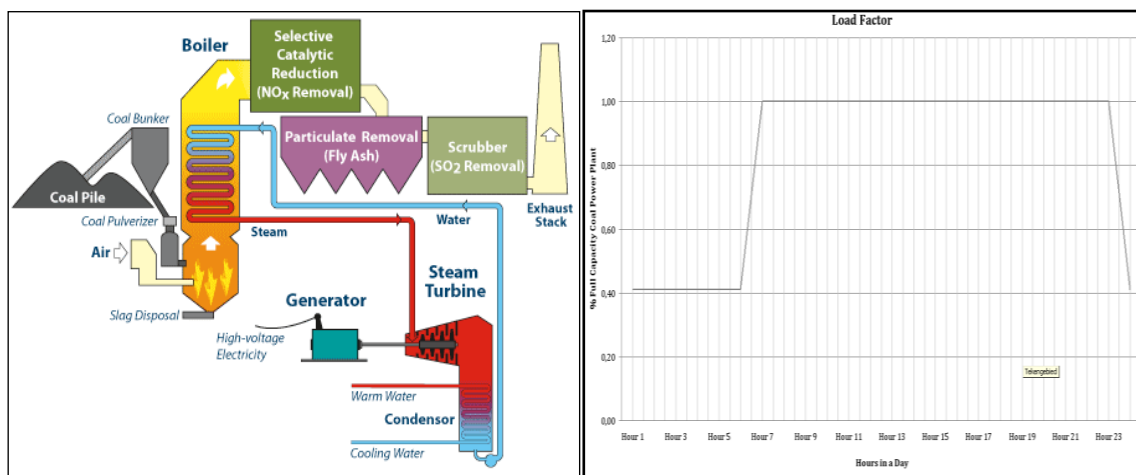 Boiler
Selective
Catalytic
Reduction
(NOx Removal)
Coal Bunker
Particulate Removal
(Fly Ash)
Scrubber
(SO2 Removal)
Coal Pile
Coal Pulverizer
Water
Exhaust
Stack
Steam
Air
Steam
Turbine
Generator
Slag Disposal
High-voltage
Electricity
Warm Water
Condensor
Cooling Water
Load Factor
1,20
1,00
0,80
0,60
0,40
0,20
0,00
% Full Capacity Coal Power Plant
Tekengebied
Hour 1 Hour 3 Hour 5 Hour 7 Hour 9 Hour 11 Hour 13 Hour 15 Hour 17 Hour 19 Hour 21 Hour 23
Hours in a Day